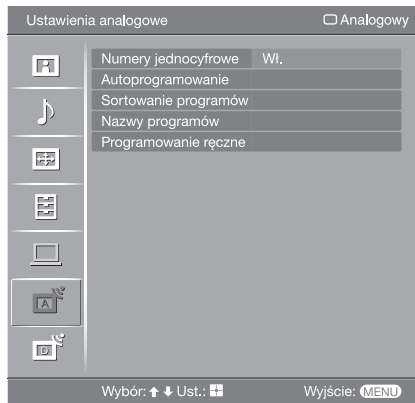 Ustawienia analogowe Analogowy
Numery jednocyfrowe Wł.
Autoprogramowanie
Sortowanie programów
Nazwy programów
Programowanie ręczne
A
D
Wybór: Ust.: Wyjście: MENU